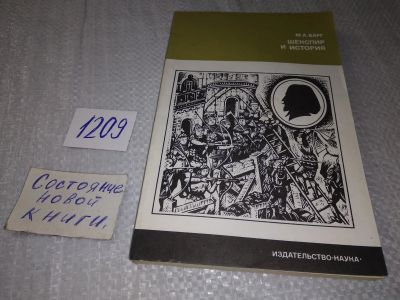 М.А.БАРГ
ШЕКСПИР
И ИСТОРИЯ
1209
Состояние
новой
книги.
ИЗДАТЕЛЬСТВО·НАУКА·